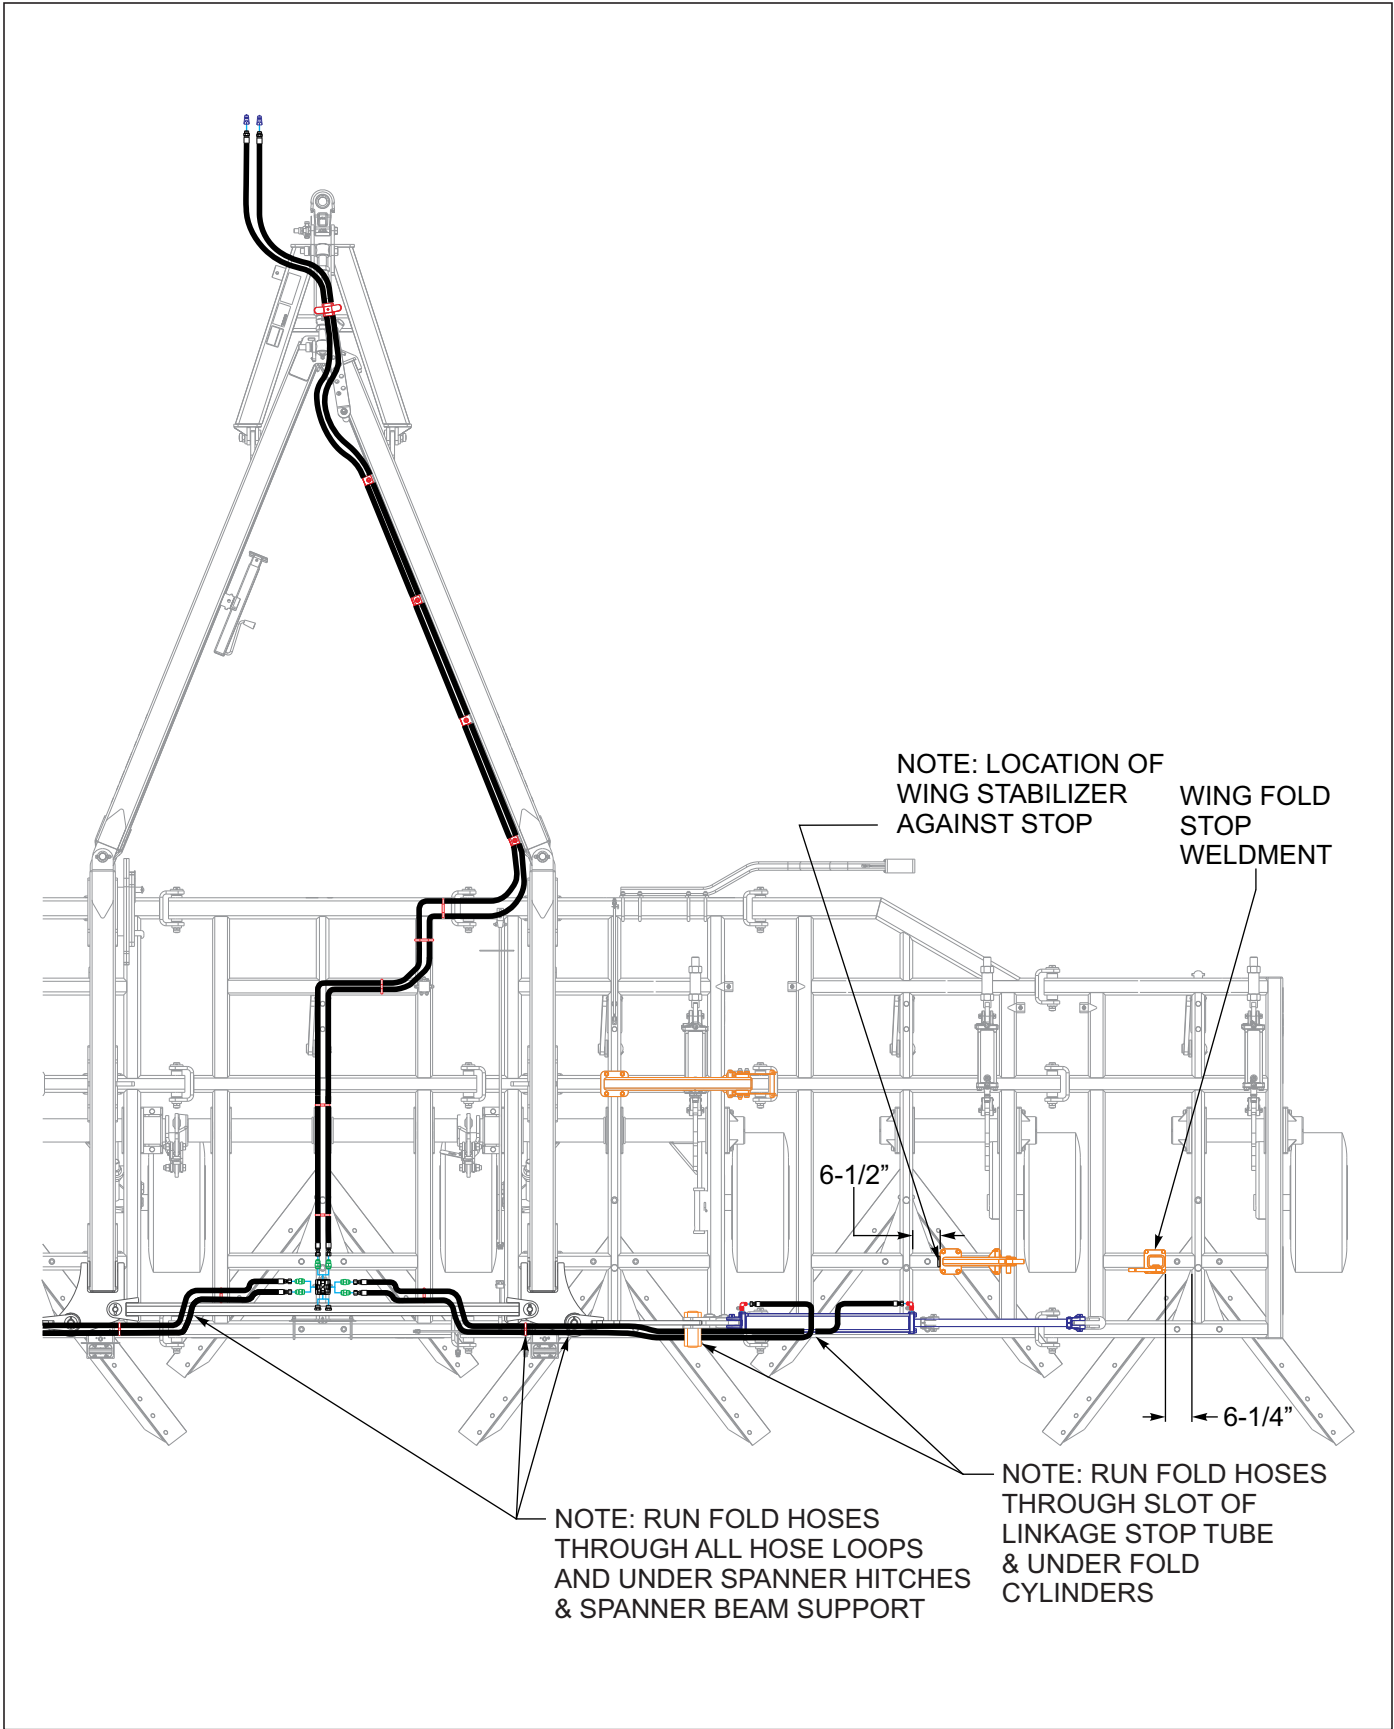 NOTE: LOCATION OF
WING STABILIZER
AGAINST STOP
WING FOLD
STOP
WELDMENT
6-1/2”
6-1/4”
NOTE: RUN FOLD HOSES
THROUGH SLOT OF
LINKAGE STOP TUBE
& UNDER FOLD
CYLINDERS
NOTE: RUN FOLD HOSES
THROUGH ALL HOSE LOOPS
AND UNDER SPANNER HITCHES
& SPANNER BEAM SUPPORT